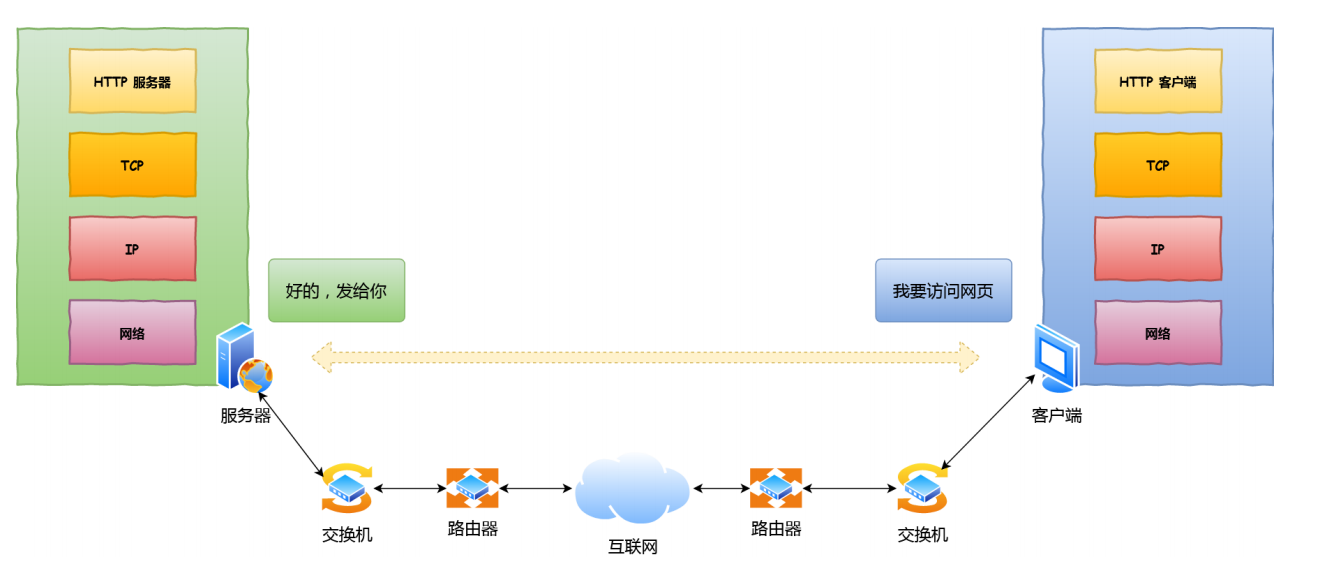 HTTP 服务器
TCP
IP
网络
服务器
好的，发给你
我要访问网页
HTTP 客户端
TCP
IP
网络
客户端
交换机
路由器
互联网
路由器
交换机